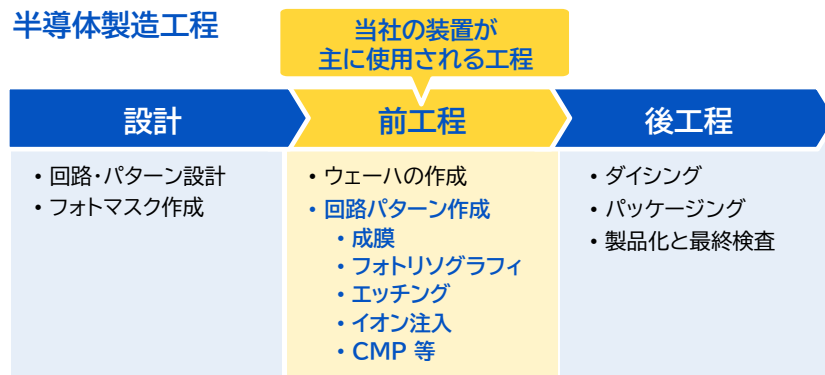 半導体製造工程
当社の装置が
主に使用される工程
設計
前工程
後工程
・回路・パターン設計
・フォトマスク作成
・ウェーハの作成
・回路パターン作成
・成膜
・フォトリソグラフィ
・エッチング
・イオン注入
・CMP 等
・ダイシング
・パッケージング
・製品化と最終検査